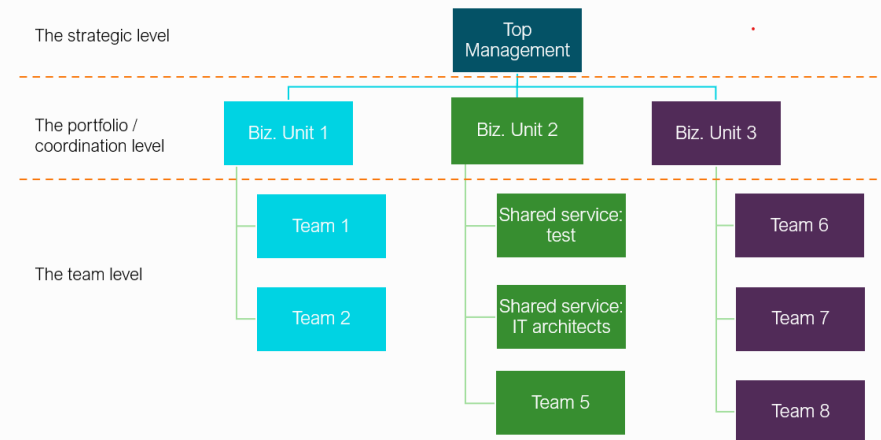 The strategic level
Top
Management
The portfolio /
coordination level
Biz. Unit 1
Biz. Unit 2
Biz. Unit 3
The team level
Team 1
Team 2
Shared service:
test
Shared service:
IT architects
Team 5
Team 6
Team 7
Team 8